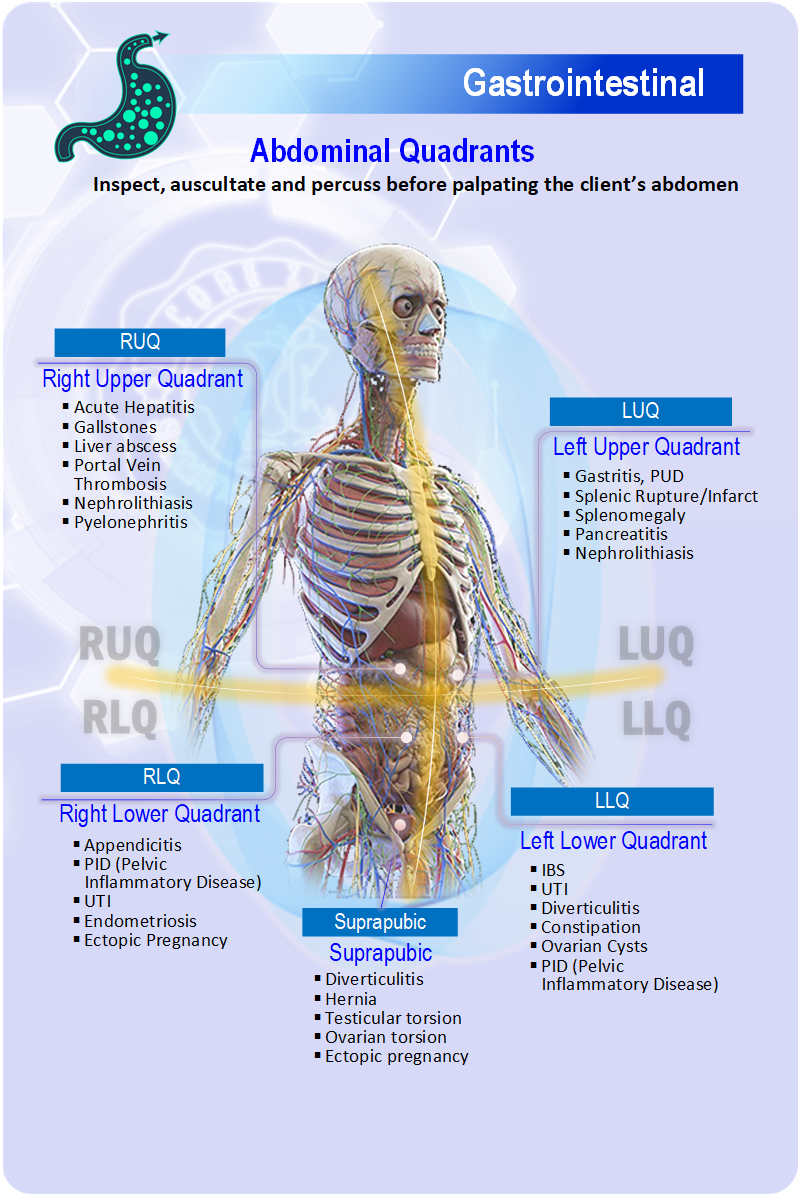 Gastrointestinal
Abdominal Quadrants
Inspect, auscultate and percuss before palpating the client’s abdomen
RUQ
Right Upper Quadrant
▪ Acute Hepatitis
▪ Gallstones
▪ Liver abscess
▪ Portal Vein
Thrombosis
▪ Nephrolithiasis
▪ Pyelonephritis
LUQ
Left Upper Quadrant
▪ Gastritis, PUD
▪ Splenic Rupture/Infarct
▪ Splenomegaly
▪ Pancreatitis
▪ Nephrolithiasis
RUQ
LUQ
RLQ
LLQ
RLQ
Right Lower Quadrant
▪ Appendicitis
▪ PID (Pelvic
Inflammatory Disease)
▪ UTI
▪ Endometriosis
▪ Ectopic Pregnancy
LLQ
Left Lower Quadrant
▪ IBS
▪ UTI
▪ Diverticulitis
▪ Constipation
▪ Ovarian Cysts
▪ PID (Pelvic
Inflammatory Disease)
Suprapubic
Suprapubic
▪ Diverticulitis
▪ Hernia
▪ Testicular torsion
▪ Ovarian torsion
▪ Ectopic pregnancy